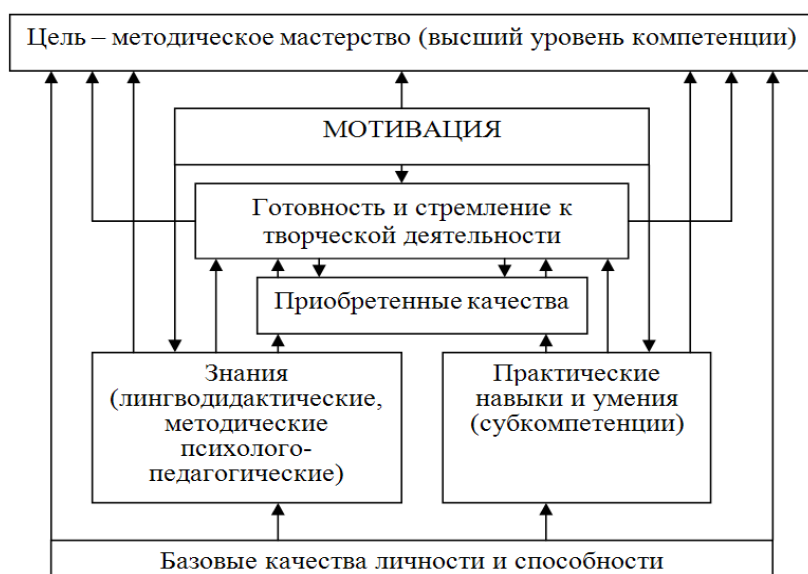 Цель – методическое мастерство (высший уровень компетенции)
МОТИВАЦИЯ
Готовность и стремление к
творческой деятельности
Приобретенные качества
Знания
(лингводидактические,
методические
психолого-
педагогические)
Практические
навыки и умения
(субкомпетенции)
Базовые качества личности и способности